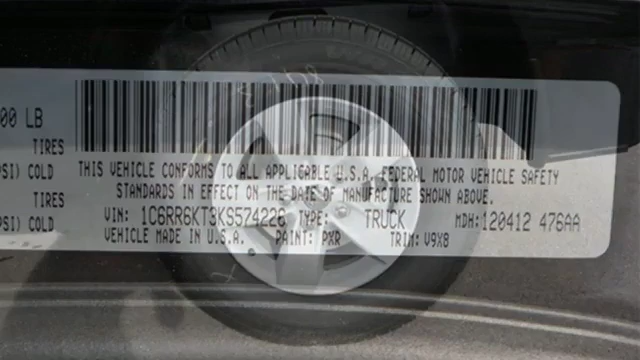 00 LB
TIRES
PSI) COLD
TIRES
PSI) COLD
THIS VEHICLE CONFORMS TO ALL APPLICABLE U.S.A. FEDERAL MOTOR VEHICLE SAFETY
STANDARDS IN EFFECT ON THE DATE OF MANUFACTURE SHOWN ABOVE.
VIN: 1C6RR6KT3KS574226 TYPE: TRUCK MDH:120412 476AA
VEHICLE MADE IN U.S.A. PAINT: PXR TRIM: V9X8